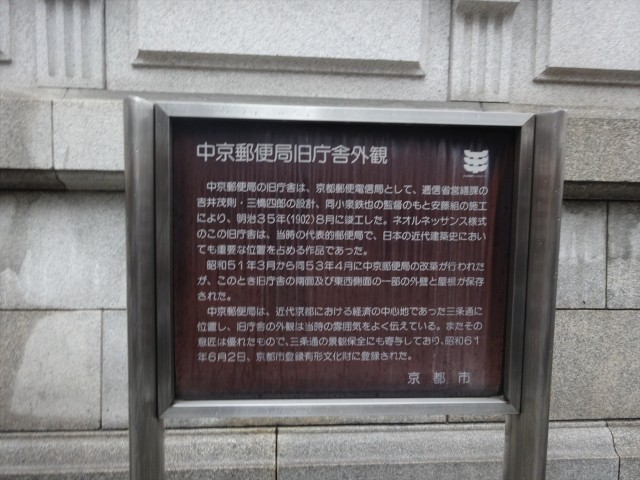 中京郵便局旧庁舎外観
中京郵便局の旧庁舎は、京都郵便電信局として、逓信省営繕課の
吉井茂則・三橋四郎の設計、同小泉鉄也の監督のもと安藤組の施工
により、明治35年(1902)8月に竣工した。ネオルネッサンス様式
のこの旧庁舎は、当時の代表的郵便局で、日本の近代建築史におい
ても重要な位置を占める作品であった。
昭和51年3月から同53年4月に中京郵便局の改築が行われた
が、このとき旧庁舎の南面及び東西側面の一部の外壁と屋根が保存
された。
中京郵便局は、近代京都における経済の中心地であった三条通に
位置し、旧庁舎の外観は当時の雰囲気をよく伝えている。またその
意匠は優れたもので、三条通の景観保全にも寄与しており、昭和61
年6月2日、京都市登録有形文化財に登録された。
京都市